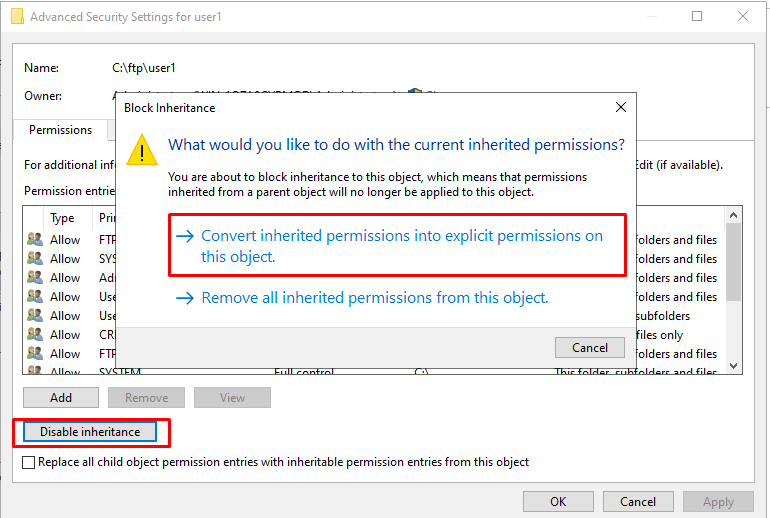 Advanced Security Settings for user1
Name: C:\ftp\user1
Owner:
Block Inheritance
What would you like to do with the current inherited permissions?
You are about to block inheritance to this object, which means that permissions
inherited from a parent object will no longer be applied to this object.
Convert inherited permissions into explicit permissions on
this object.
Remove all inherited permissions from this object.
Cancel
Permissions
For additional info Edit (if available).
Permission entrie
Type Prin
Allow FTP folders and files
Allow SYS folders and files
Allow Adm folders and files
Allow Use folders and files
Allow Use subfolders
Allow CRE files only
Allow FTP folders and files
Allow SYSTEM Full control C:\ This folder, subfolders and files
Add Remove View
Disable inheritance
Replace all child object permission entries with inheritable permission entries from this object
OK Cancel Apply